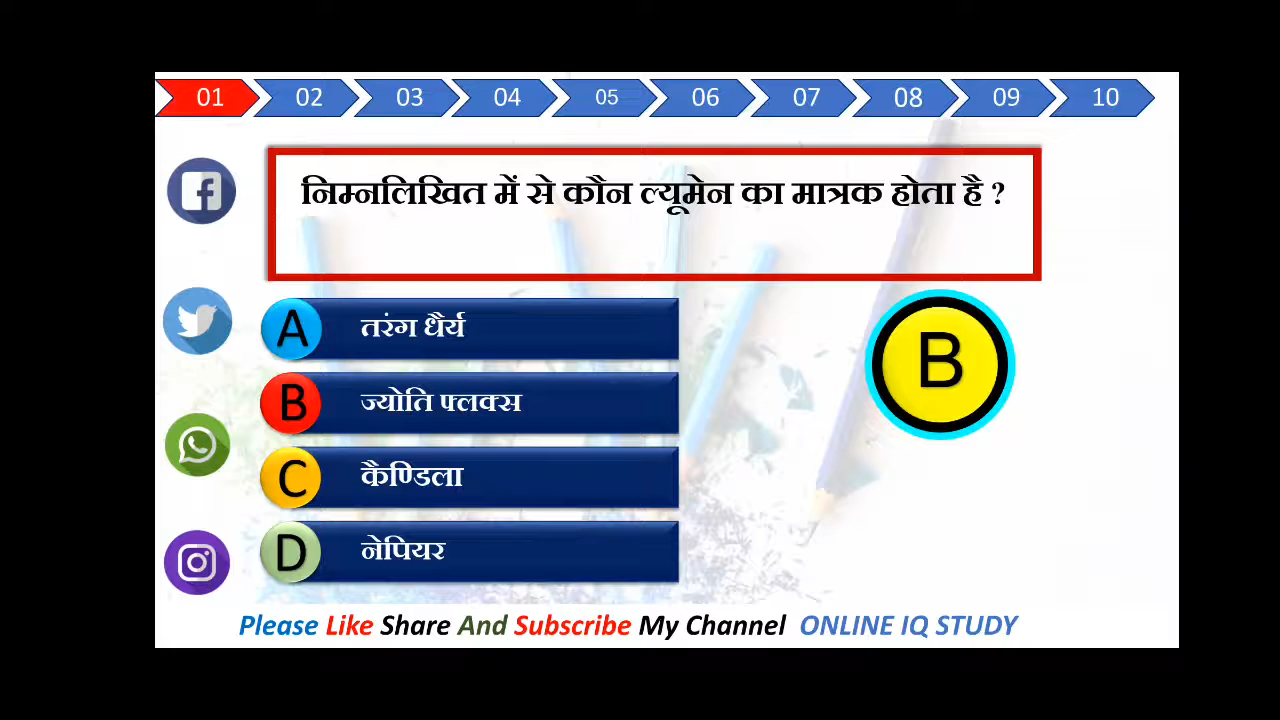 01 02 03 04 05 06 07 08 09 10
निम्नलिखित में से कौन ल्यूमेन का मात्रक होता है ?
A तरंग धैर्य
B ज्योति फ्लक्स
B
C कैण्डिला
D नेपियर
Please Like Share And Subscribe My Channel ONLINE IQ STUDY